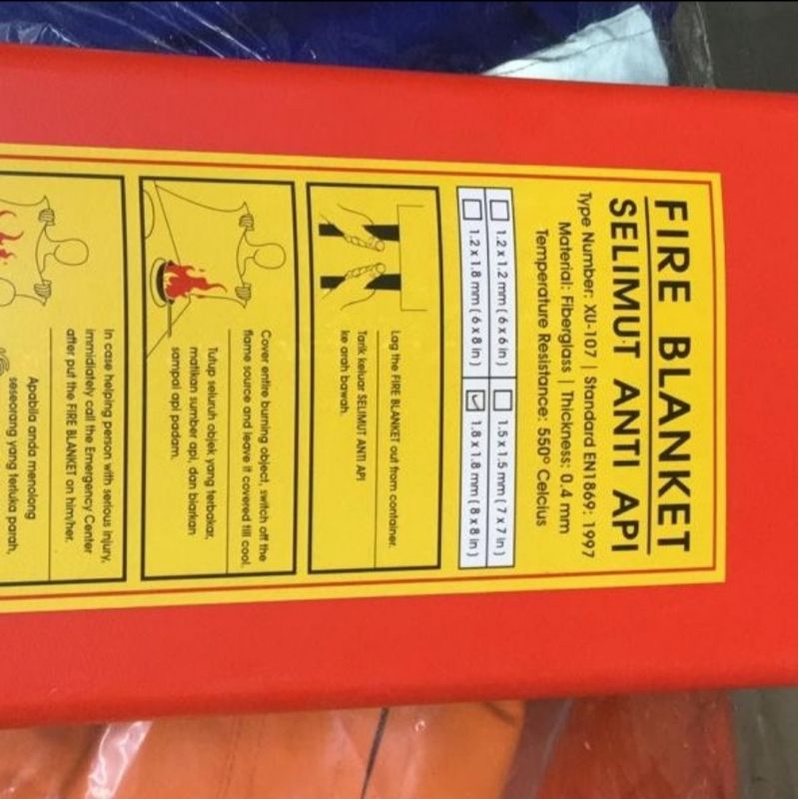 FIRE BLANKET
SELIMUT ANTI API
Type Number: XU-107 | Standard EN1869: 1997
Material: Fiberglass | Thickness: 0.4 mm
Temperature Resistance: 550° Celcius
1.2 x 1.2 mm ( 6 x 6 in )
1.5 x 1.5 mm ( 7 x 7 in )
1.2 x 1.8 mm ( 6 x 8 in )
1.8 x 1.8 mm ( 8 x 8 in )
Lag the FIRE BLANKET out from container.
Tarik keluar SELIMUT ANTI API
ke arah bawah.
Cover entire burning object, switch off the
flame source and leave it covered till cool.
Tutup seluruh objek yang terbakar,
matikan sumber api, dan biarkan
sampai api padam.
In case helping person with serious injury,
immidiately call the Emergency Center
after put the FIRE BLANKET on him/her.
Apabila anda menolong
seseorang yang terluka parah,